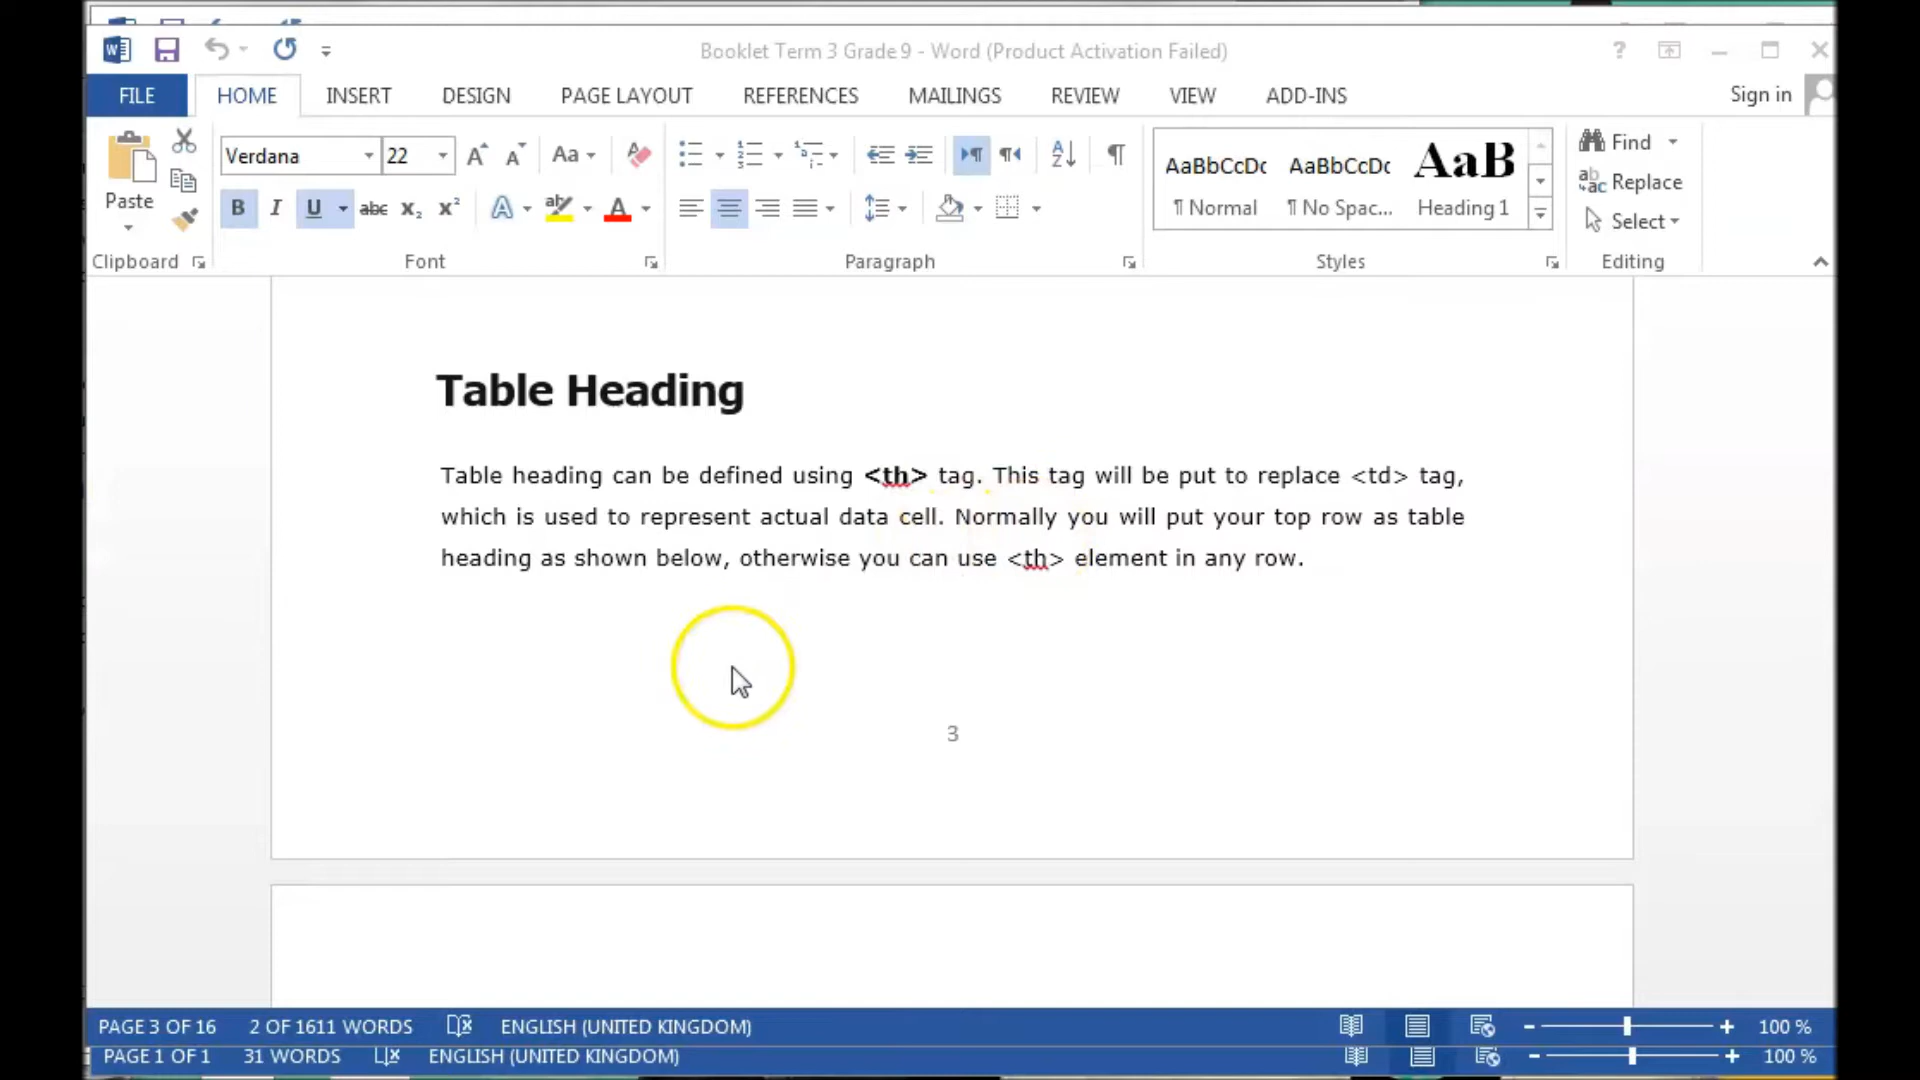 Booklet Term 3 Grade 9 - Word (Product Activation Failed)
FILE HOME INSERT DESIGN PAGE LAYOUT REFERENCES MAILINGS REVIEW VIEW ADD-INS Sign in
Verdana 22 Aa
Paste
B I U abc X₂ X² A ab A
AaBbCcDc AaBbCcDc AaB
¶ Normal ¶ No Spac... Heading 1
Find
Replace
Select
Clipboard Font Paragraph Styles Editing
Table Heading
Table heading can be defined using <th> tag. This tag will be put to replace <td> tag,
which is used to represent actual data cell. Normally you will put your top row as table
heading as shown below, otherwise you can use <th> element in any row.
3
PAGE 3 OF 16 2 OF 1611 WORDS ENGLISH (UNITED KINGDOM) 100 %
PAGE 1 OF 1 31 WORDS ENGLISH (UNITED KINGDOM) 100 %